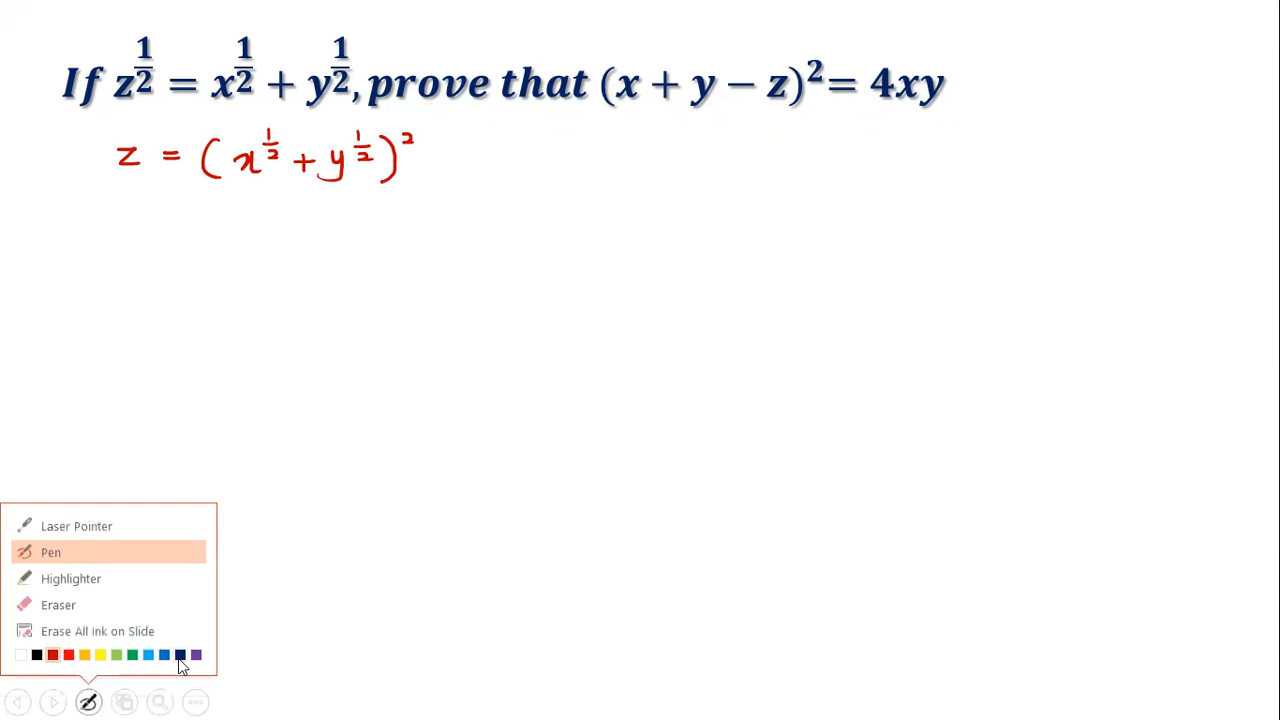 If z^{1/2} = x^{1/2} + y^{1/2}, prove that (x + y − z)^2 = 4xy
z = (x^{1/2} + y^{1/2})^2
Laser Pointer
Pen
Highlighter
Eraser
Erase All Ink on Slide